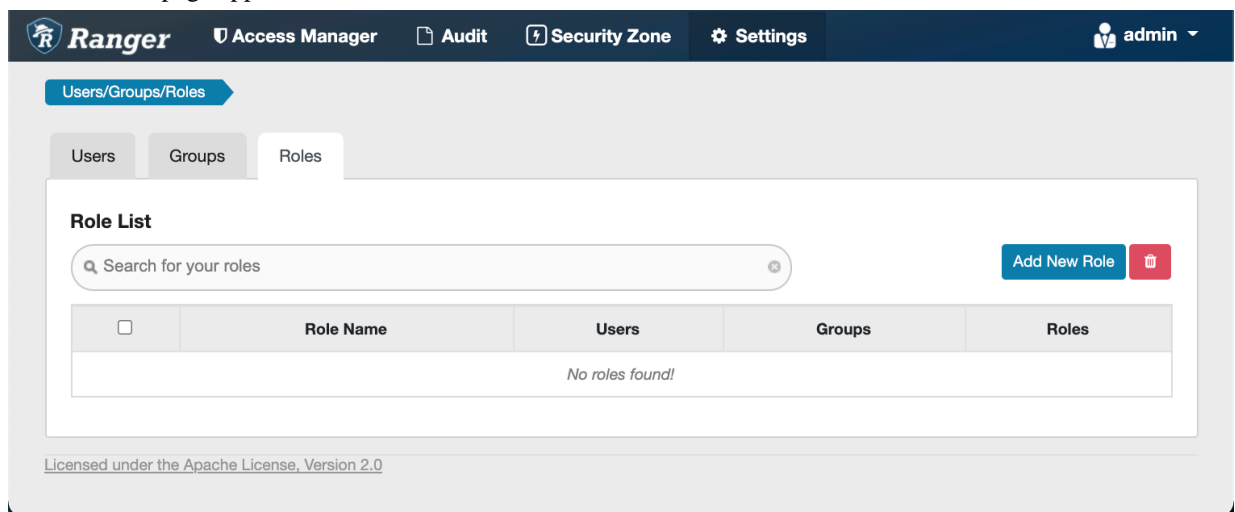 Ranger Access Manager Audit Security Zone Settings admin
Users/Groups/Roles
Users Groups Roles
Role List
Search for your roles Add New Role
Role Name Users Groups Roles
No roles found!
Licensed under the Apache License, Version 2.0